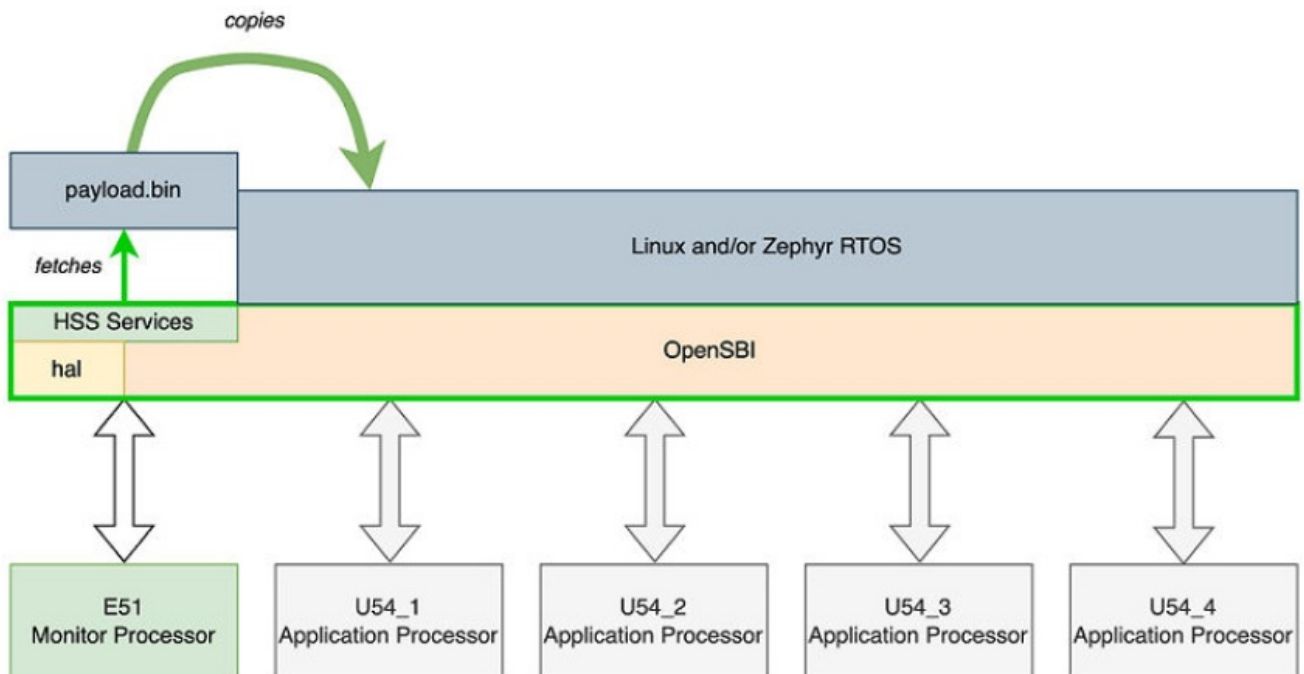 copies
payload.bin
Linux and/or Zephyr RTOS
fetches
HSS Services
OpenSBI
hal
E51
Monitor Processor
U54_1
Application Processor
U54_2
Application Processor
U54_3
Application Processor
U54_4
Application Processor